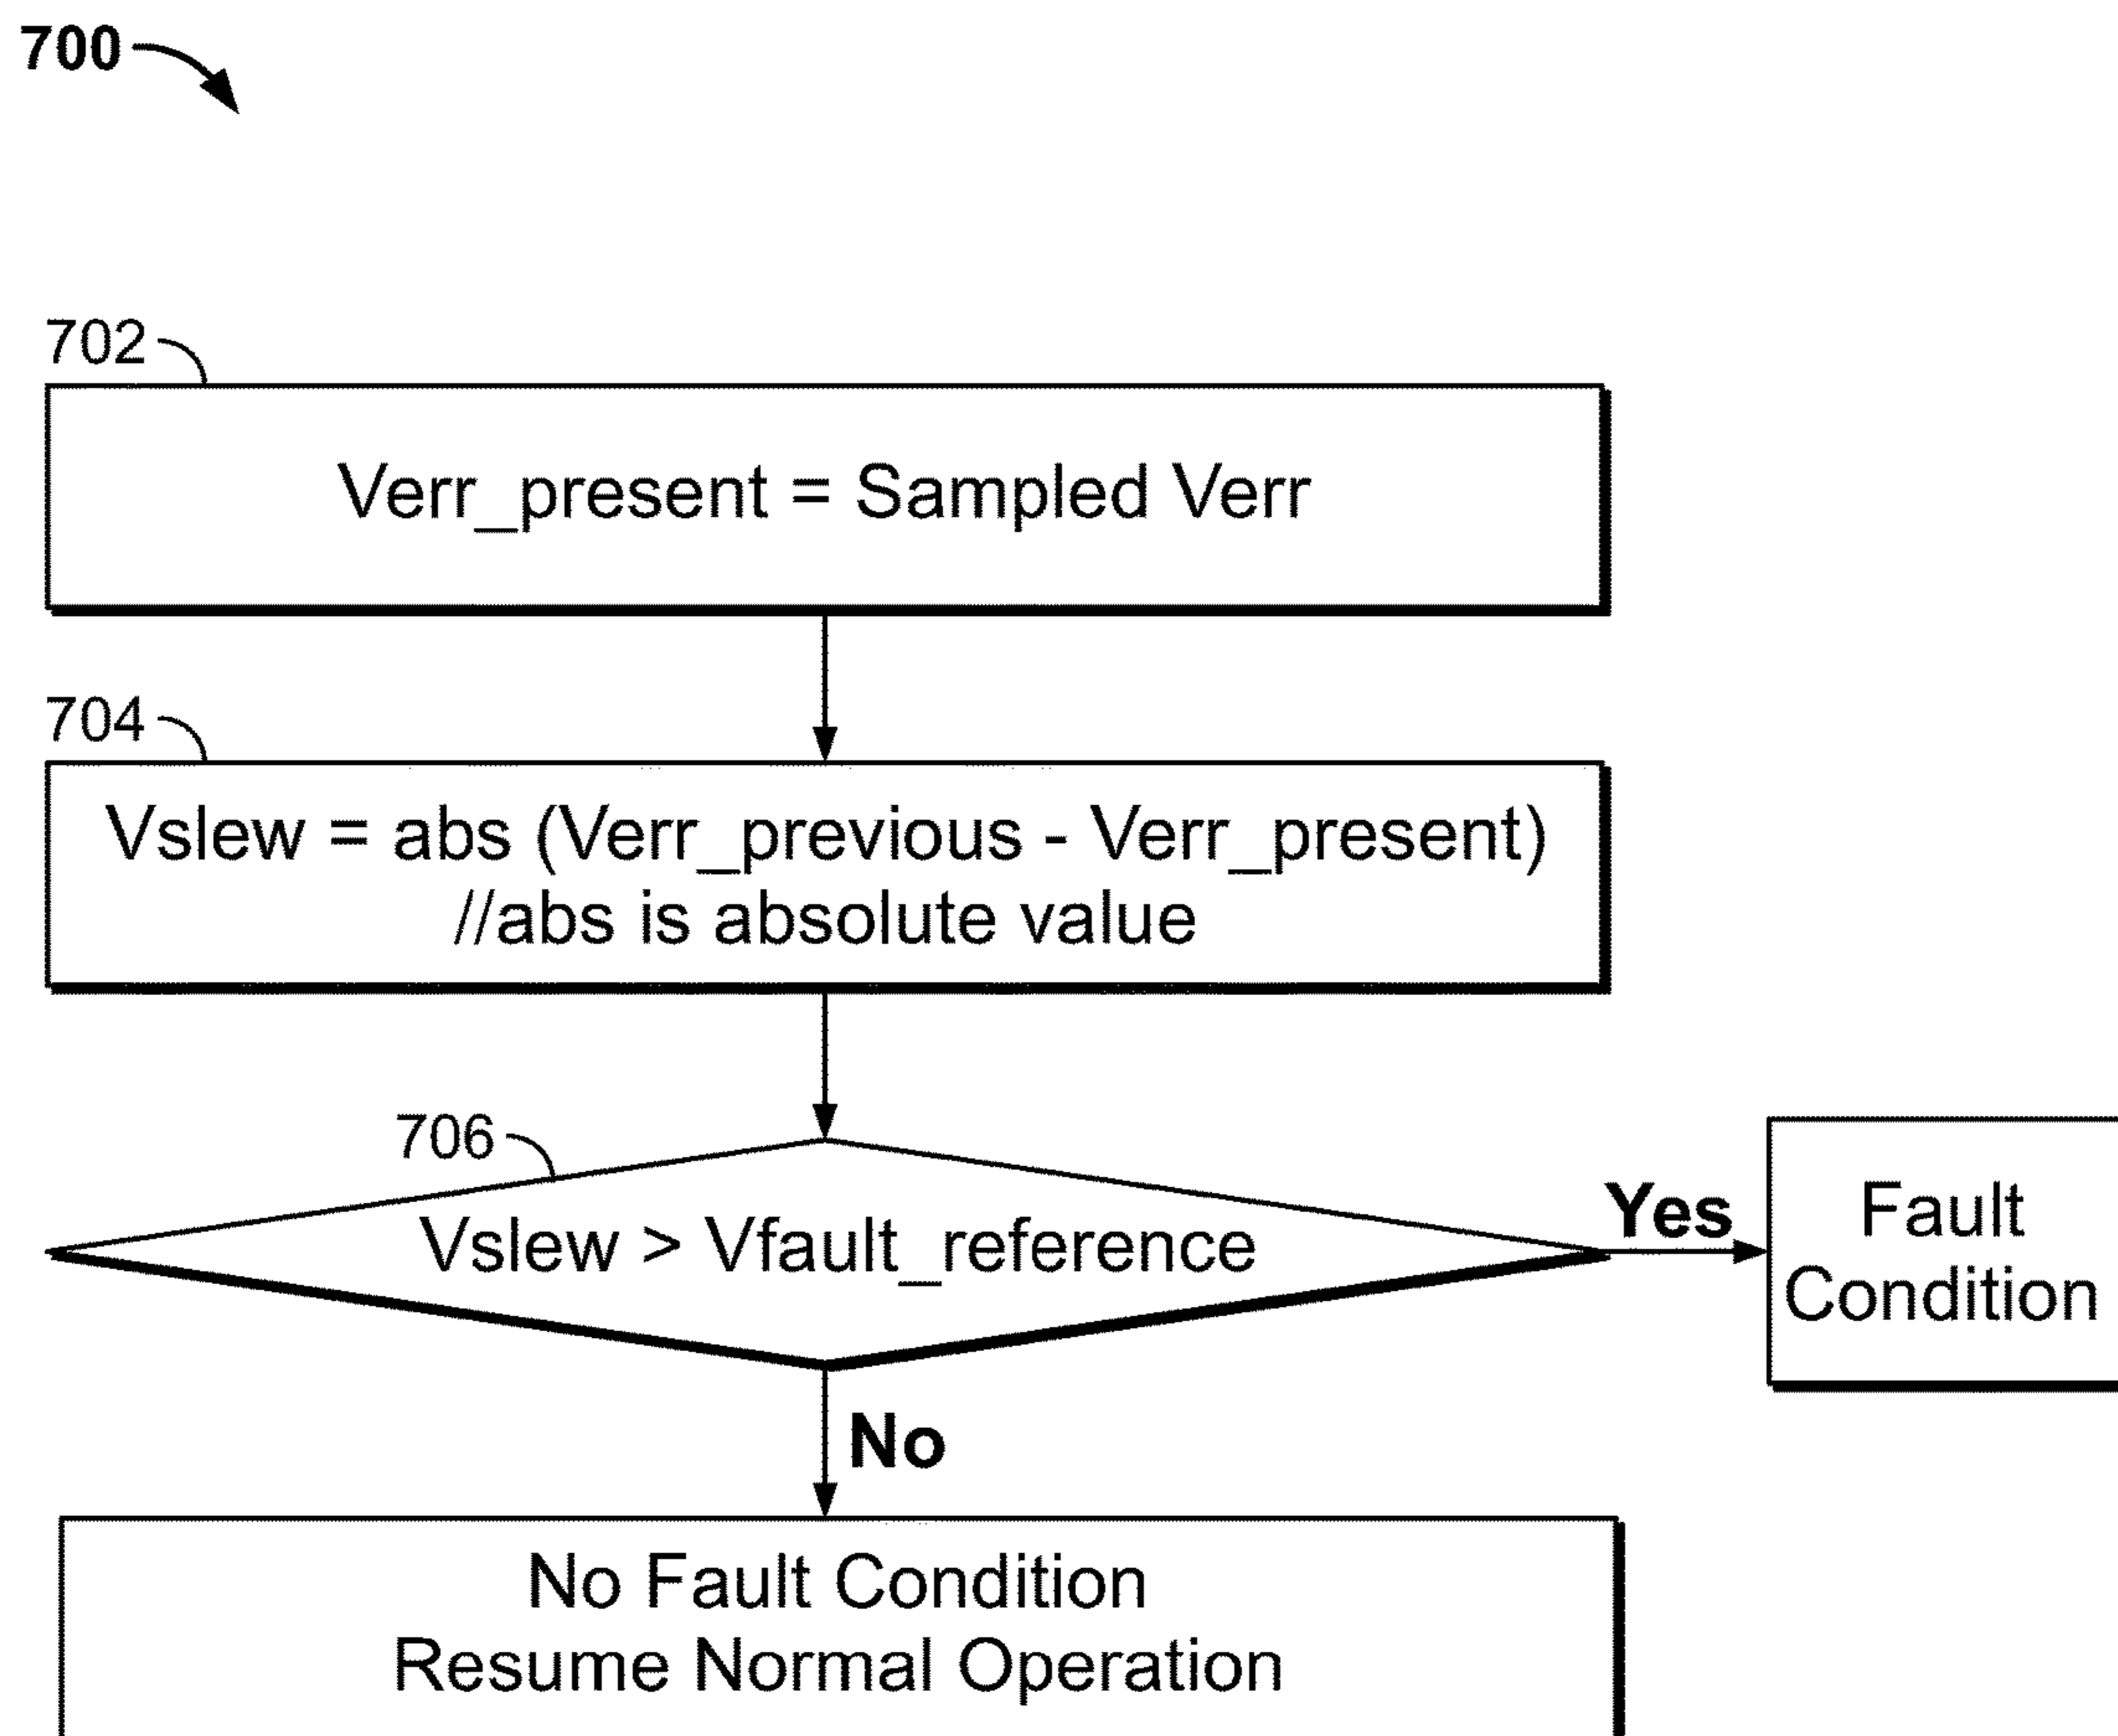 700
702
Verr_present = Sampled Verr
704
Vslew = abs (Verr_previous - Verr_present)
//abs is absolute value
706
Vslew > Vfault_reference
Yes
Fault
Condition
No
No Fault Condition
Resume Normal Operation